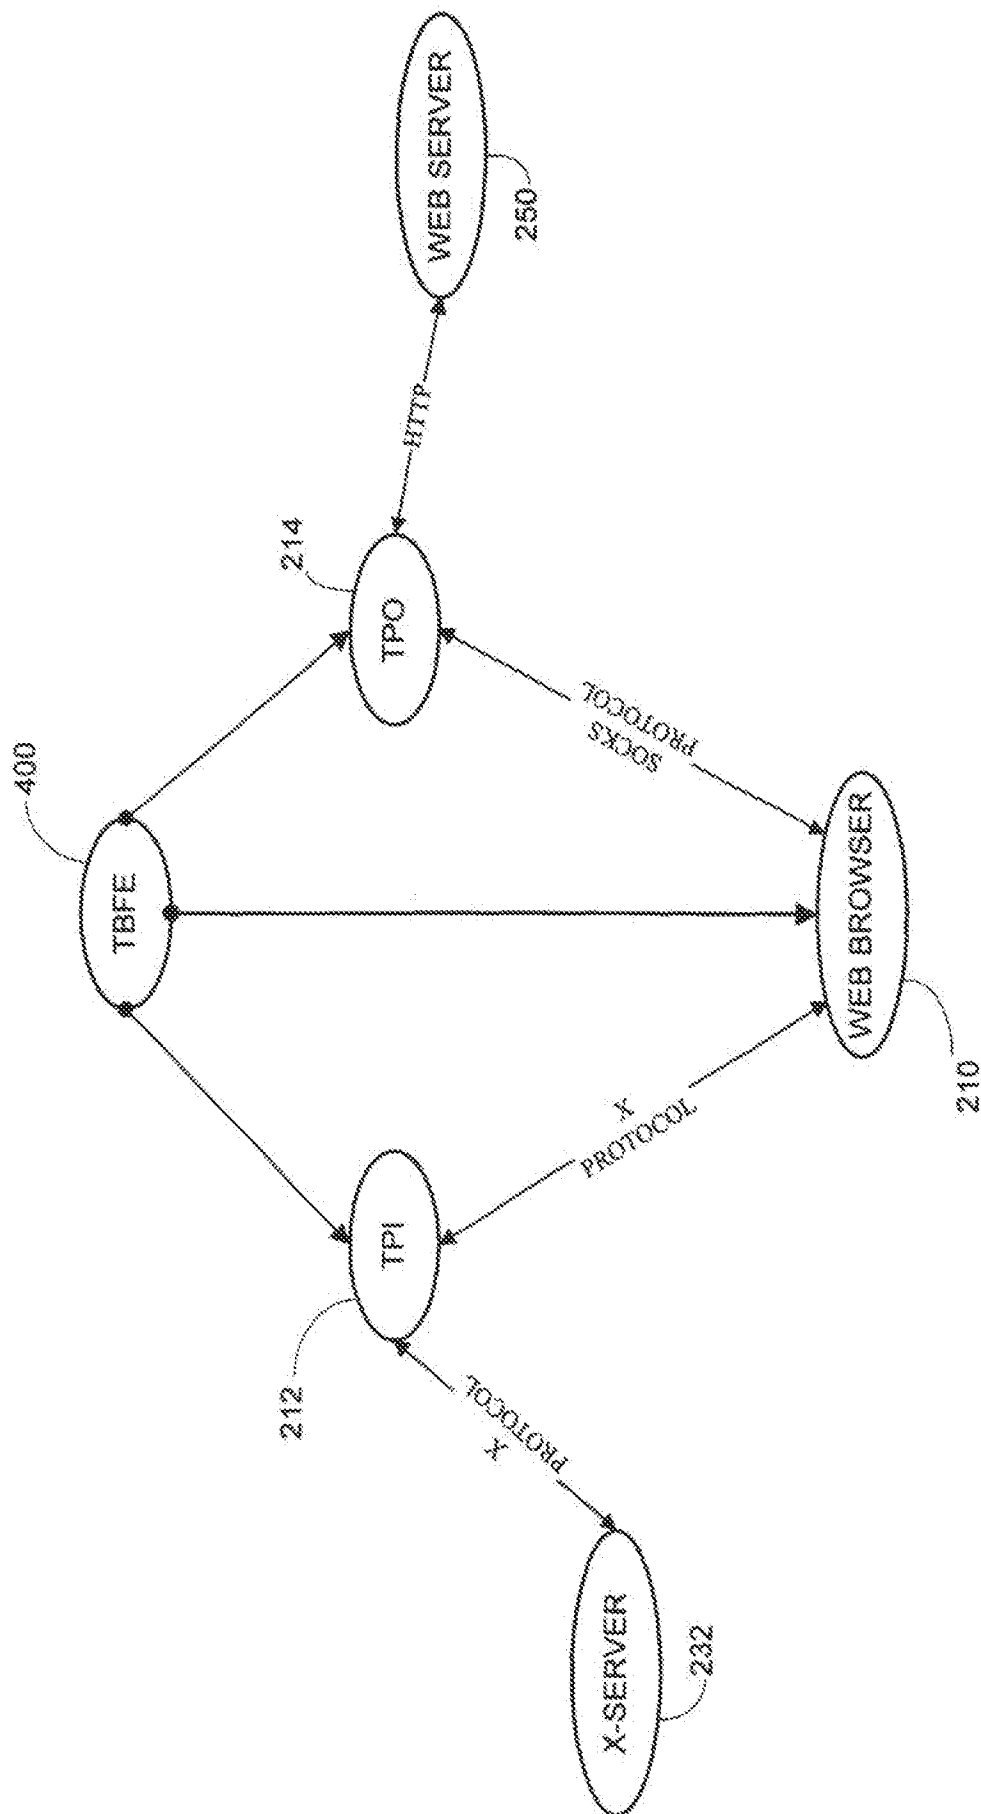 400
TBFE
212
TPI
214
TPO
HTTP
WEB SERVER
250
X
PROTOCOL
X
PROTOCOL
SOCKS
PROTOCOL
X-SERVER
232
WEB BROWSER
210